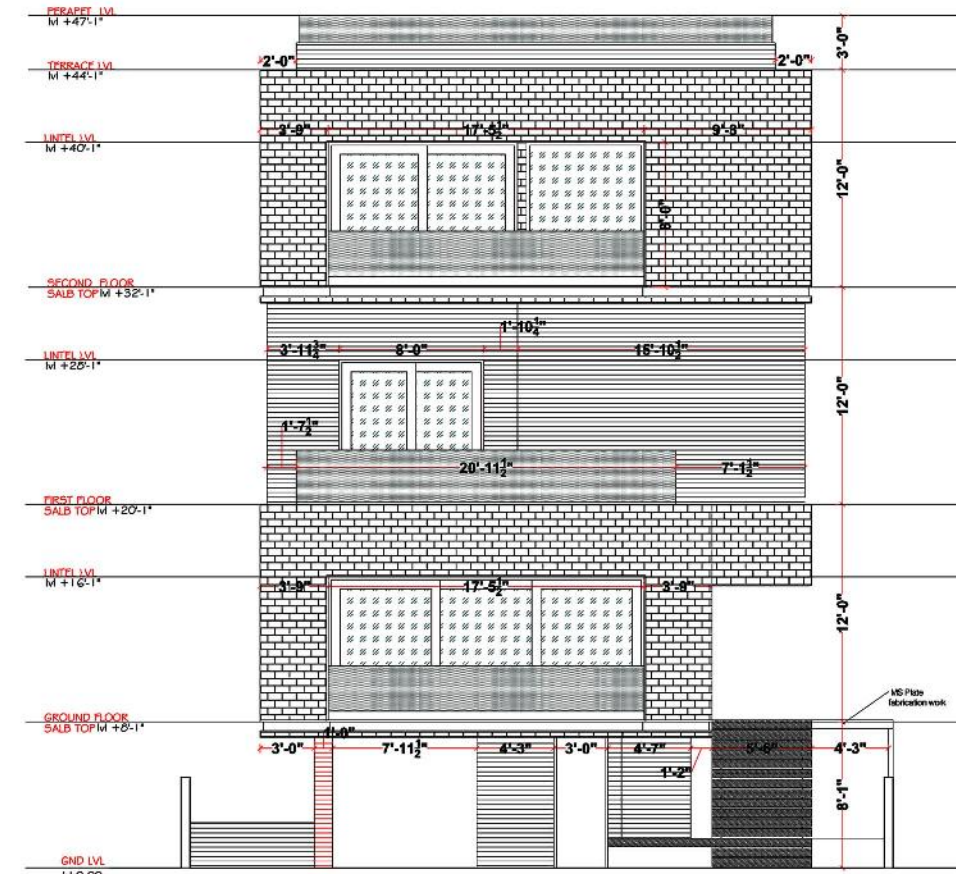 PERAPET LVL
M +47'-1"
3'-0"
2'-0"
2'-0"
TERRACE LVL
M +44'-1"
3'-9"
17'-5½"
9'-8"
LINTEL LVL
M +40'-1"
12'-0"
8'-0"
SECOND FLOOR
SALB TOP M +32'-1"
1'-10¼"
3'-11¾"
8'-0"
15'-10½"
LINTEL LVL
M +28'-1"
12'-0"
1'-7½"
20'-11½"
7'-1½"
FIRST FLOOR
SALB TOP M +20'-1"
LINTEL LVL
M +16'-1"
3'-9"
17'-5½"
3'-9"
12'-0"
MS Plate
fabrication work
GROUND FLOOR
SALB TOP M +8'-1"
1'-0"
3'-0"
7'-11½"
4'-3"
3'-0"
4'-7"
5'-6"
4'-3"
1'-2"
8'-1"
GND LVL